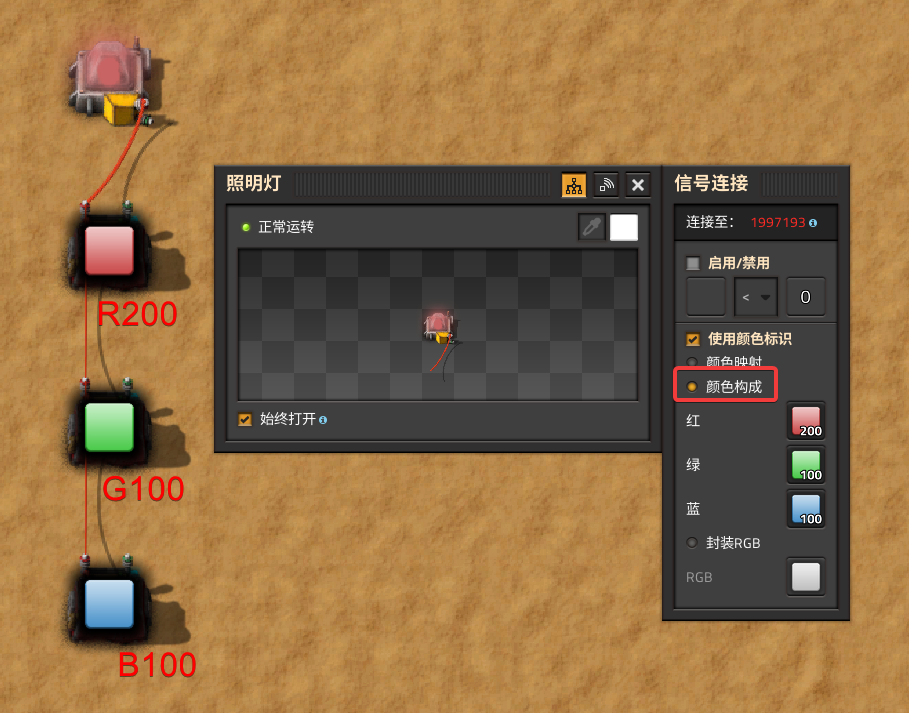 照明灯
正常运转
始终打开
信号连接
连接至: 1997193
启用/禁用
< 0
使用颜色标识
颜色映射
颜色构成
红 200
绿 100
蓝 100
封装RGB
RGB
R200
G100
B100